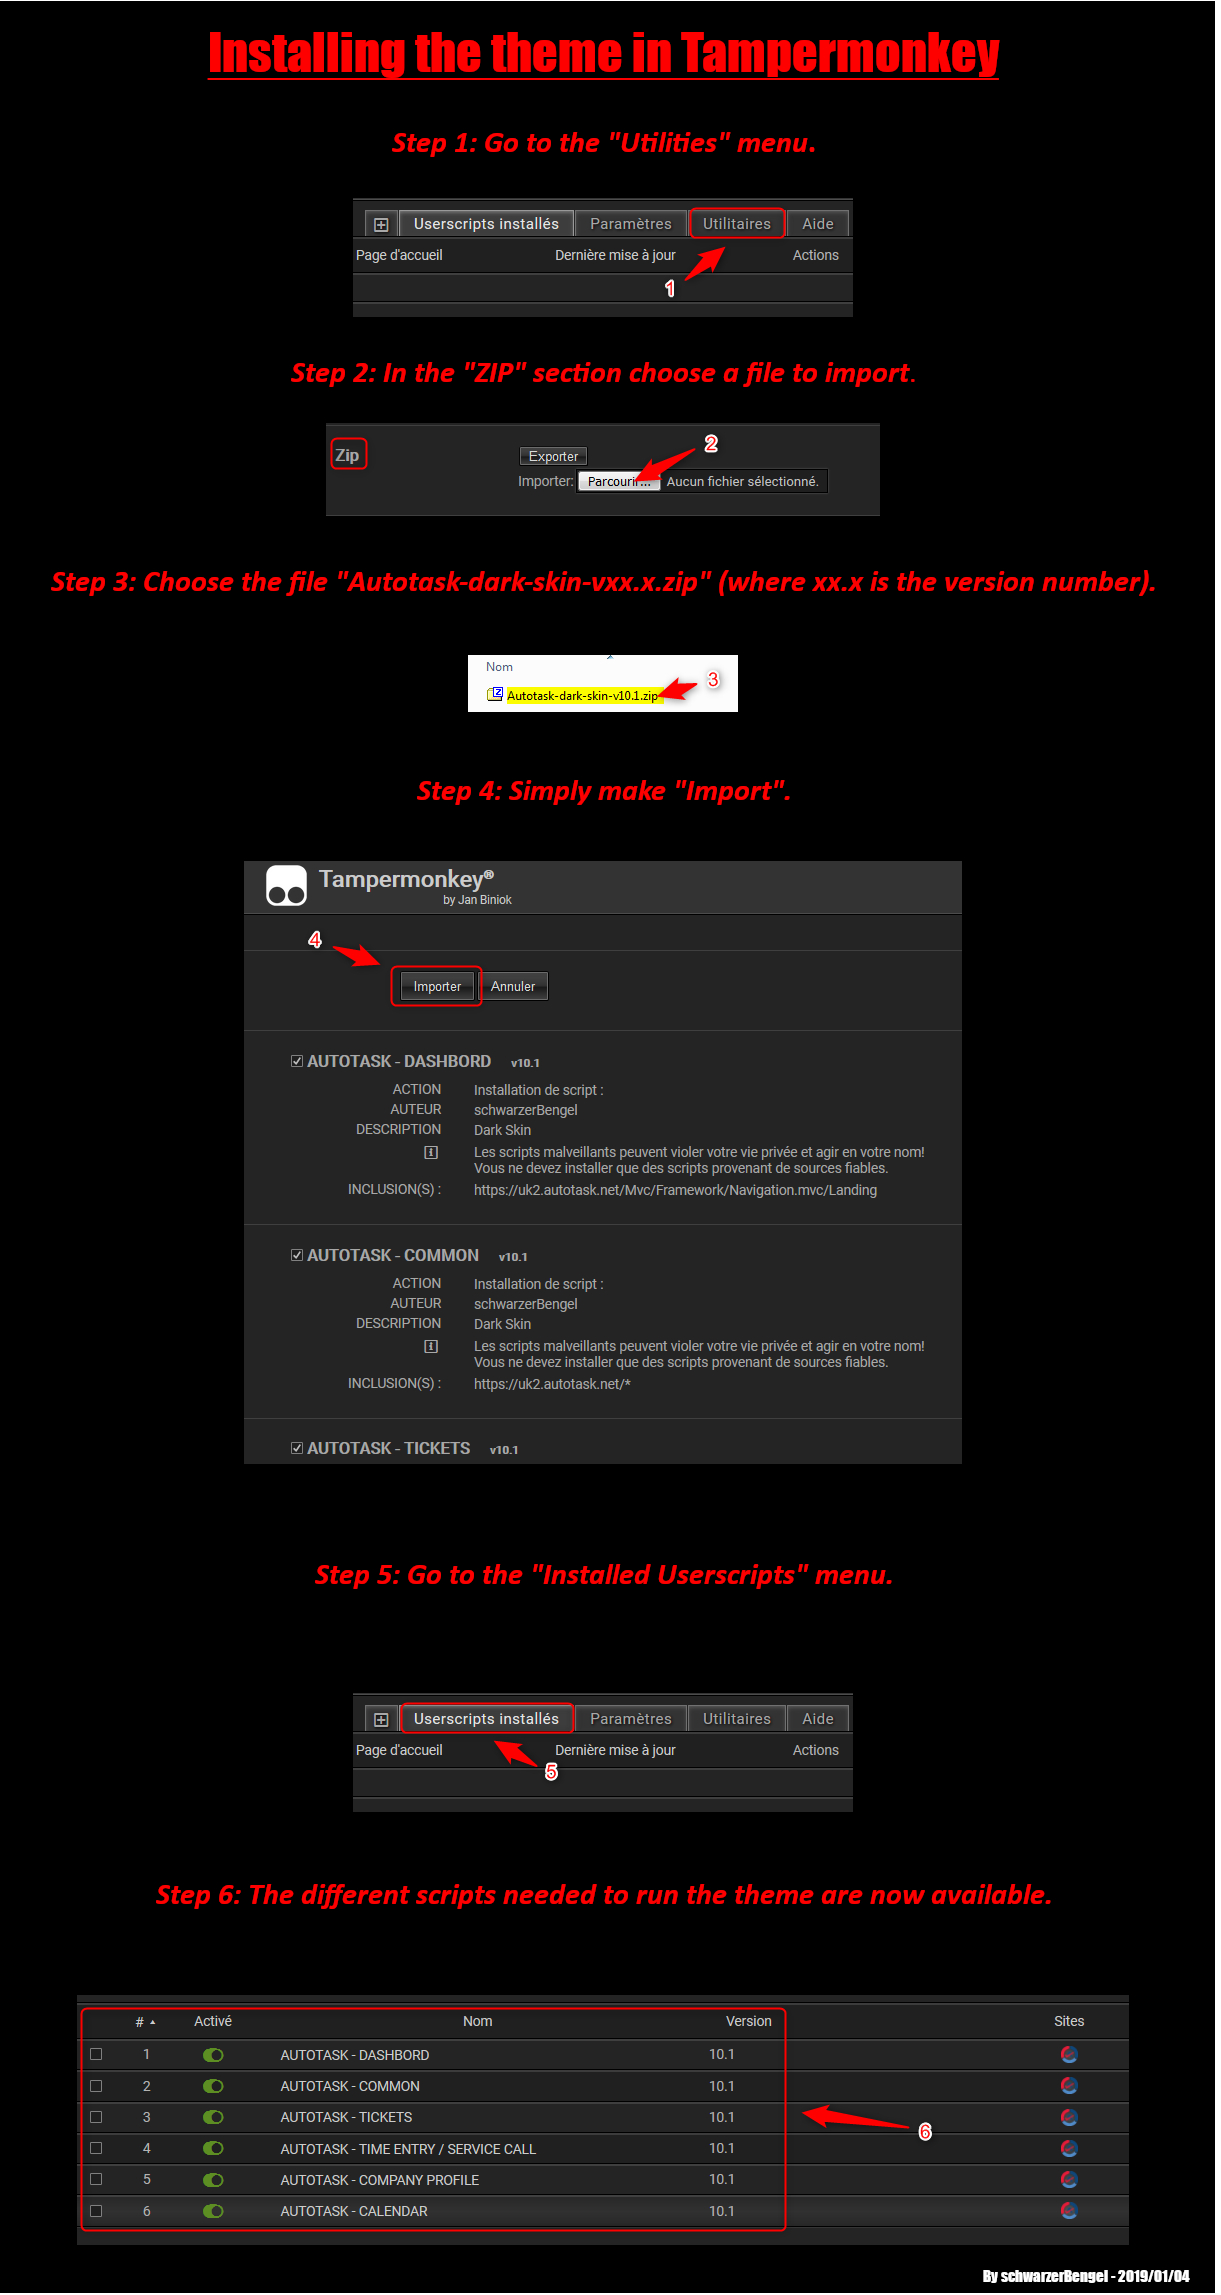 Installing the theme in Tampermonkey
Step 1: Go to the "Utilities" menu.
Userscripts installés Paramètres Utilitaires Aide
Page d'accueil Dernière mise à jour Actions
1
Step 2: In the "ZIP" section choose a file to import.
2
Zip
Exporter
Importer: Parcourir... Aucun fichier sélectionné.
Step 3: Choose the file "Autotask-dark-skin-vxx.x.zip" (where xx.x is the version number).
Nom
3
Autotask-dark-skin-v10.1.zip
Step 4: Simply make "Import".
Tampermonkey®
by Jan Biniok
4
Importer Annuler
AUTOTASK - DASHBORD v10.1
ACTION Installation de script :
AUTEUR schwarzerBengel
DESCRIPTION Dark Skin
Les scripts malveillants peuvent violer votre vie privée et agir en votre nom!
Vous ne devez installer que des scripts provenant de sources fiables.
INCLUSION(S) : https://uk2.autotask.net/Mvc/Framework/Navigation.mvc/Landing
AUTOTASK - COMMON v10.1
ACTION Installation de script :
AUTEUR schwarzerBengel
DESCRIPTION Dark Skin
Les scripts malveillants peuvent violer votre vie privée et agir en votre nom!
Vous ne devez installer que des scripts provenant de sources fiables.
INCLUSION(S) : https://uk2.autotask.net/*
AUTOTASK - TICKETS v10.1
Step 5: Go to the "Installed Userscripts" menu.
Userscripts installés Paramètres Utilitaires Aide
Page d'accueil Dernière mise à jour Actions
5
Step 6: The different scripts needed to run the theme are now available.
# Activé Nom Version Sites
1 AUTOTASK - DASHBORD 10.1
2 AUTOTASK - COMMON 10.1
3 AUTOTASK - TICKETS 10.1
6
4 AUTOTASK - TIME ENTRY / SERVICE CALL 10.1
5 AUTOTASK - COMPANY PROFILE 10.1
6 AUTOTASK - CALENDAR 10.1
By schwarzerBengel - 2019/01/04